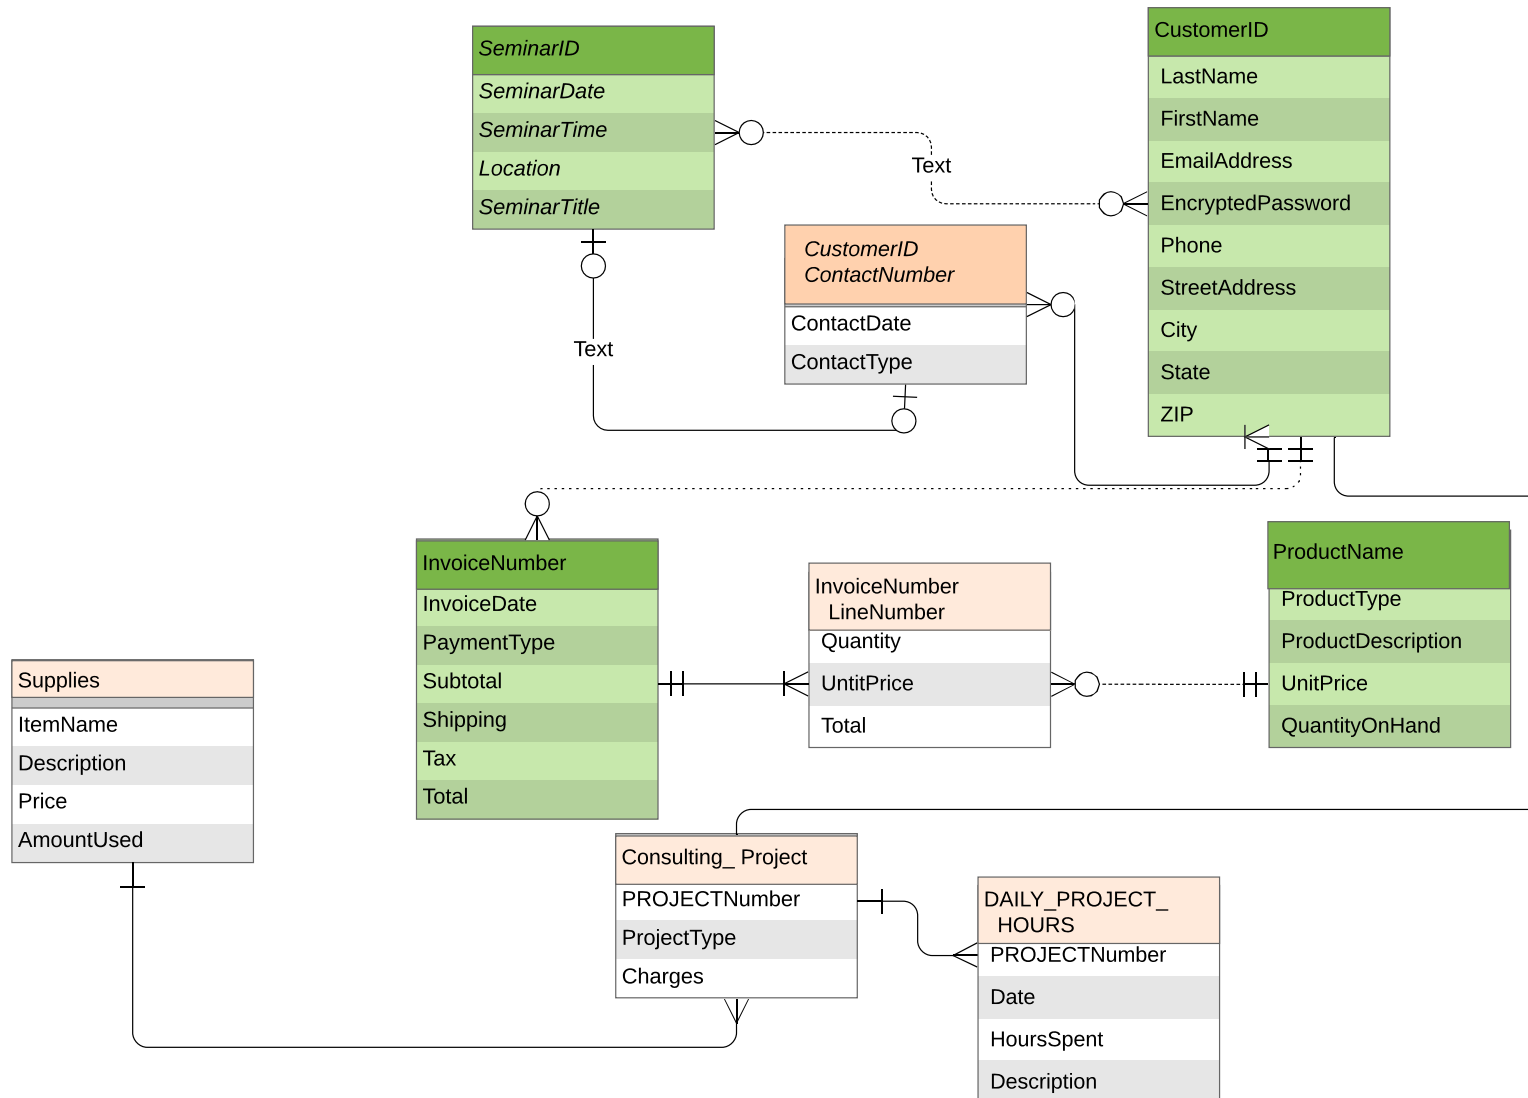 SeminarID
SeminarDate
SeminarTime
Location
SeminarTitle
Text
CustomerID
LastName
FirstName
EmailAddress
EncryptedPassword
Phone
StreetAddress
City
State
ZIP
CustomerID
ContactNumber
ContactDate
ContactType
Text
InvoiceNumber
InvoiceDate
PaymentType
Subtotal
Shipping
Tax
Total
InvoiceNumber
LineNumber
Quantity
UntitPrice
Total
ProductName
ProductType
ProductDescription
UnitPrice
QuantityOnHand
Supplies
ItemName
Description
Price
AmountUsed
Consulting_ Project
PROJECTNumber
ProjectType
Charges
DAILY_PROJECT_
HOURS
PROJECTNumber
Date
HoursSpent
Description